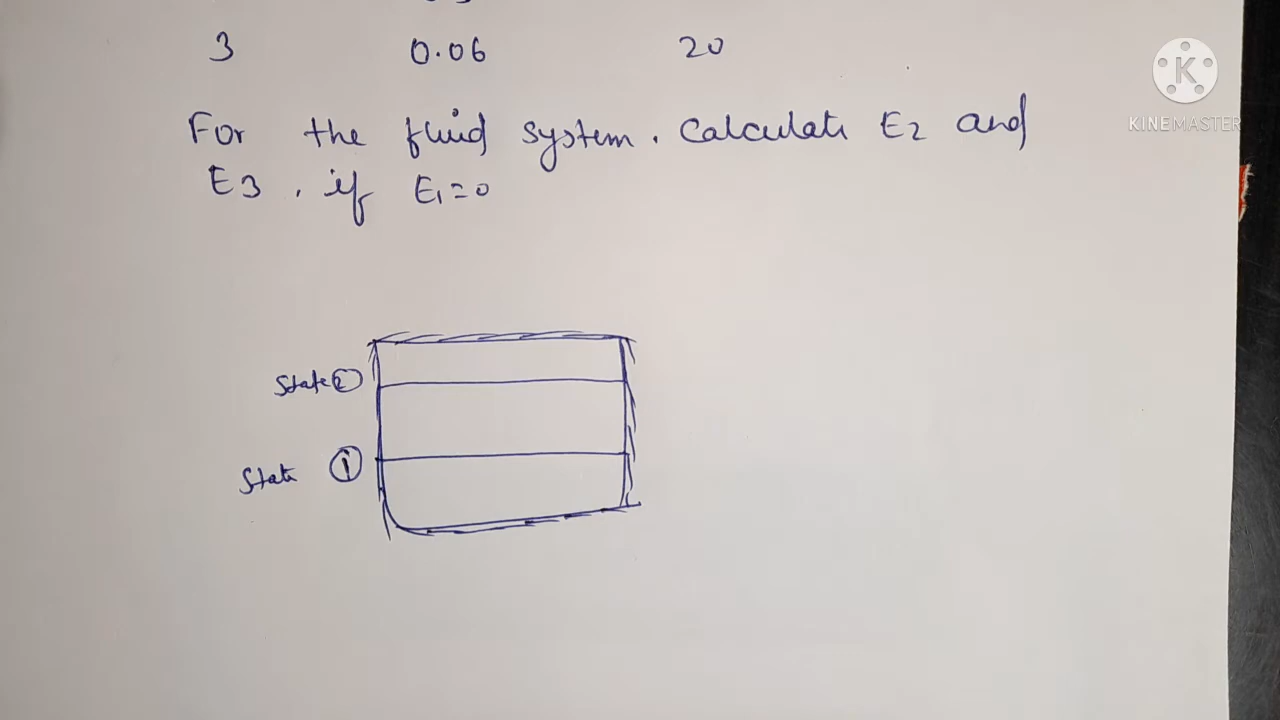 3 0.06 20
For the fluid system. Calculate E2 and
E3, if E1=0
State 2
State 1
K
KINEMASTER